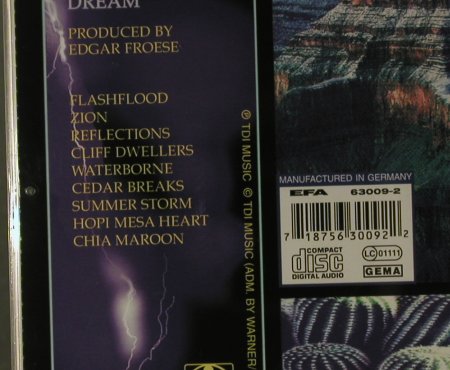 DREAM
PRODUCED BY
EDGAR FROESE
FLASHFLOOD
ZION
REFLECTIONS
CLIFF DWELLERS
WATERBORNE
CEDAR BREAKS
SUMMER STORM
HOPI MESA HEART
CHIA MAROON
℗ TDI MUSIC © TDI MUSIC (ADM. BY WARNER
MANUFACTURED IN GERMANY
EFA 63009-2
7 18756 30092 2
COMPACT
disc
DIGITAL AUDIO
LC 01111
GEMA